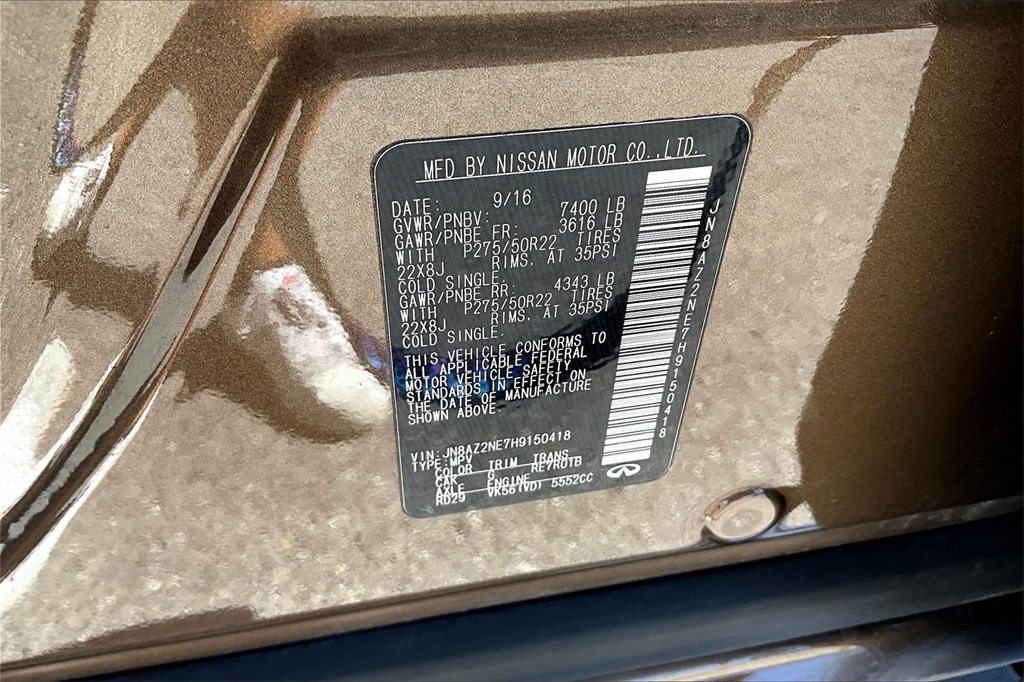 MFD BY NISSAN MOTOR CO.,LTD.
DATE: 9/16
GVWR/PNBV: 7400 LB
GAWR/PNBE FR: 3616 LB
WITH P275/50R22 TIRES
22X8J RIMS. AT 35PSI
COLD SINGLE.
GAWR/PNBE RR: 4343 LB
WITH P275/50R22 TIRES
22X8J RIMS. AT 35PSI
COLD SINGLE.
THIS VEHICLE CONFORMS TO
ALL APPLICABLE FEDERAL
MOTOR VEHICLE SAFETY
STANDARDS IN EFFECT ON
THE DATE OF MANUFACTURE
SHOWN ABOVE.
VIN:JN8AZ2NE7H9150418
TYPE:MPV
COLOR TRIM TRANS
CAK G RE7R01B
AXLE ENGINE
RD29 VK56(VD) 5552CC
JN8AZ2NE7H9150418